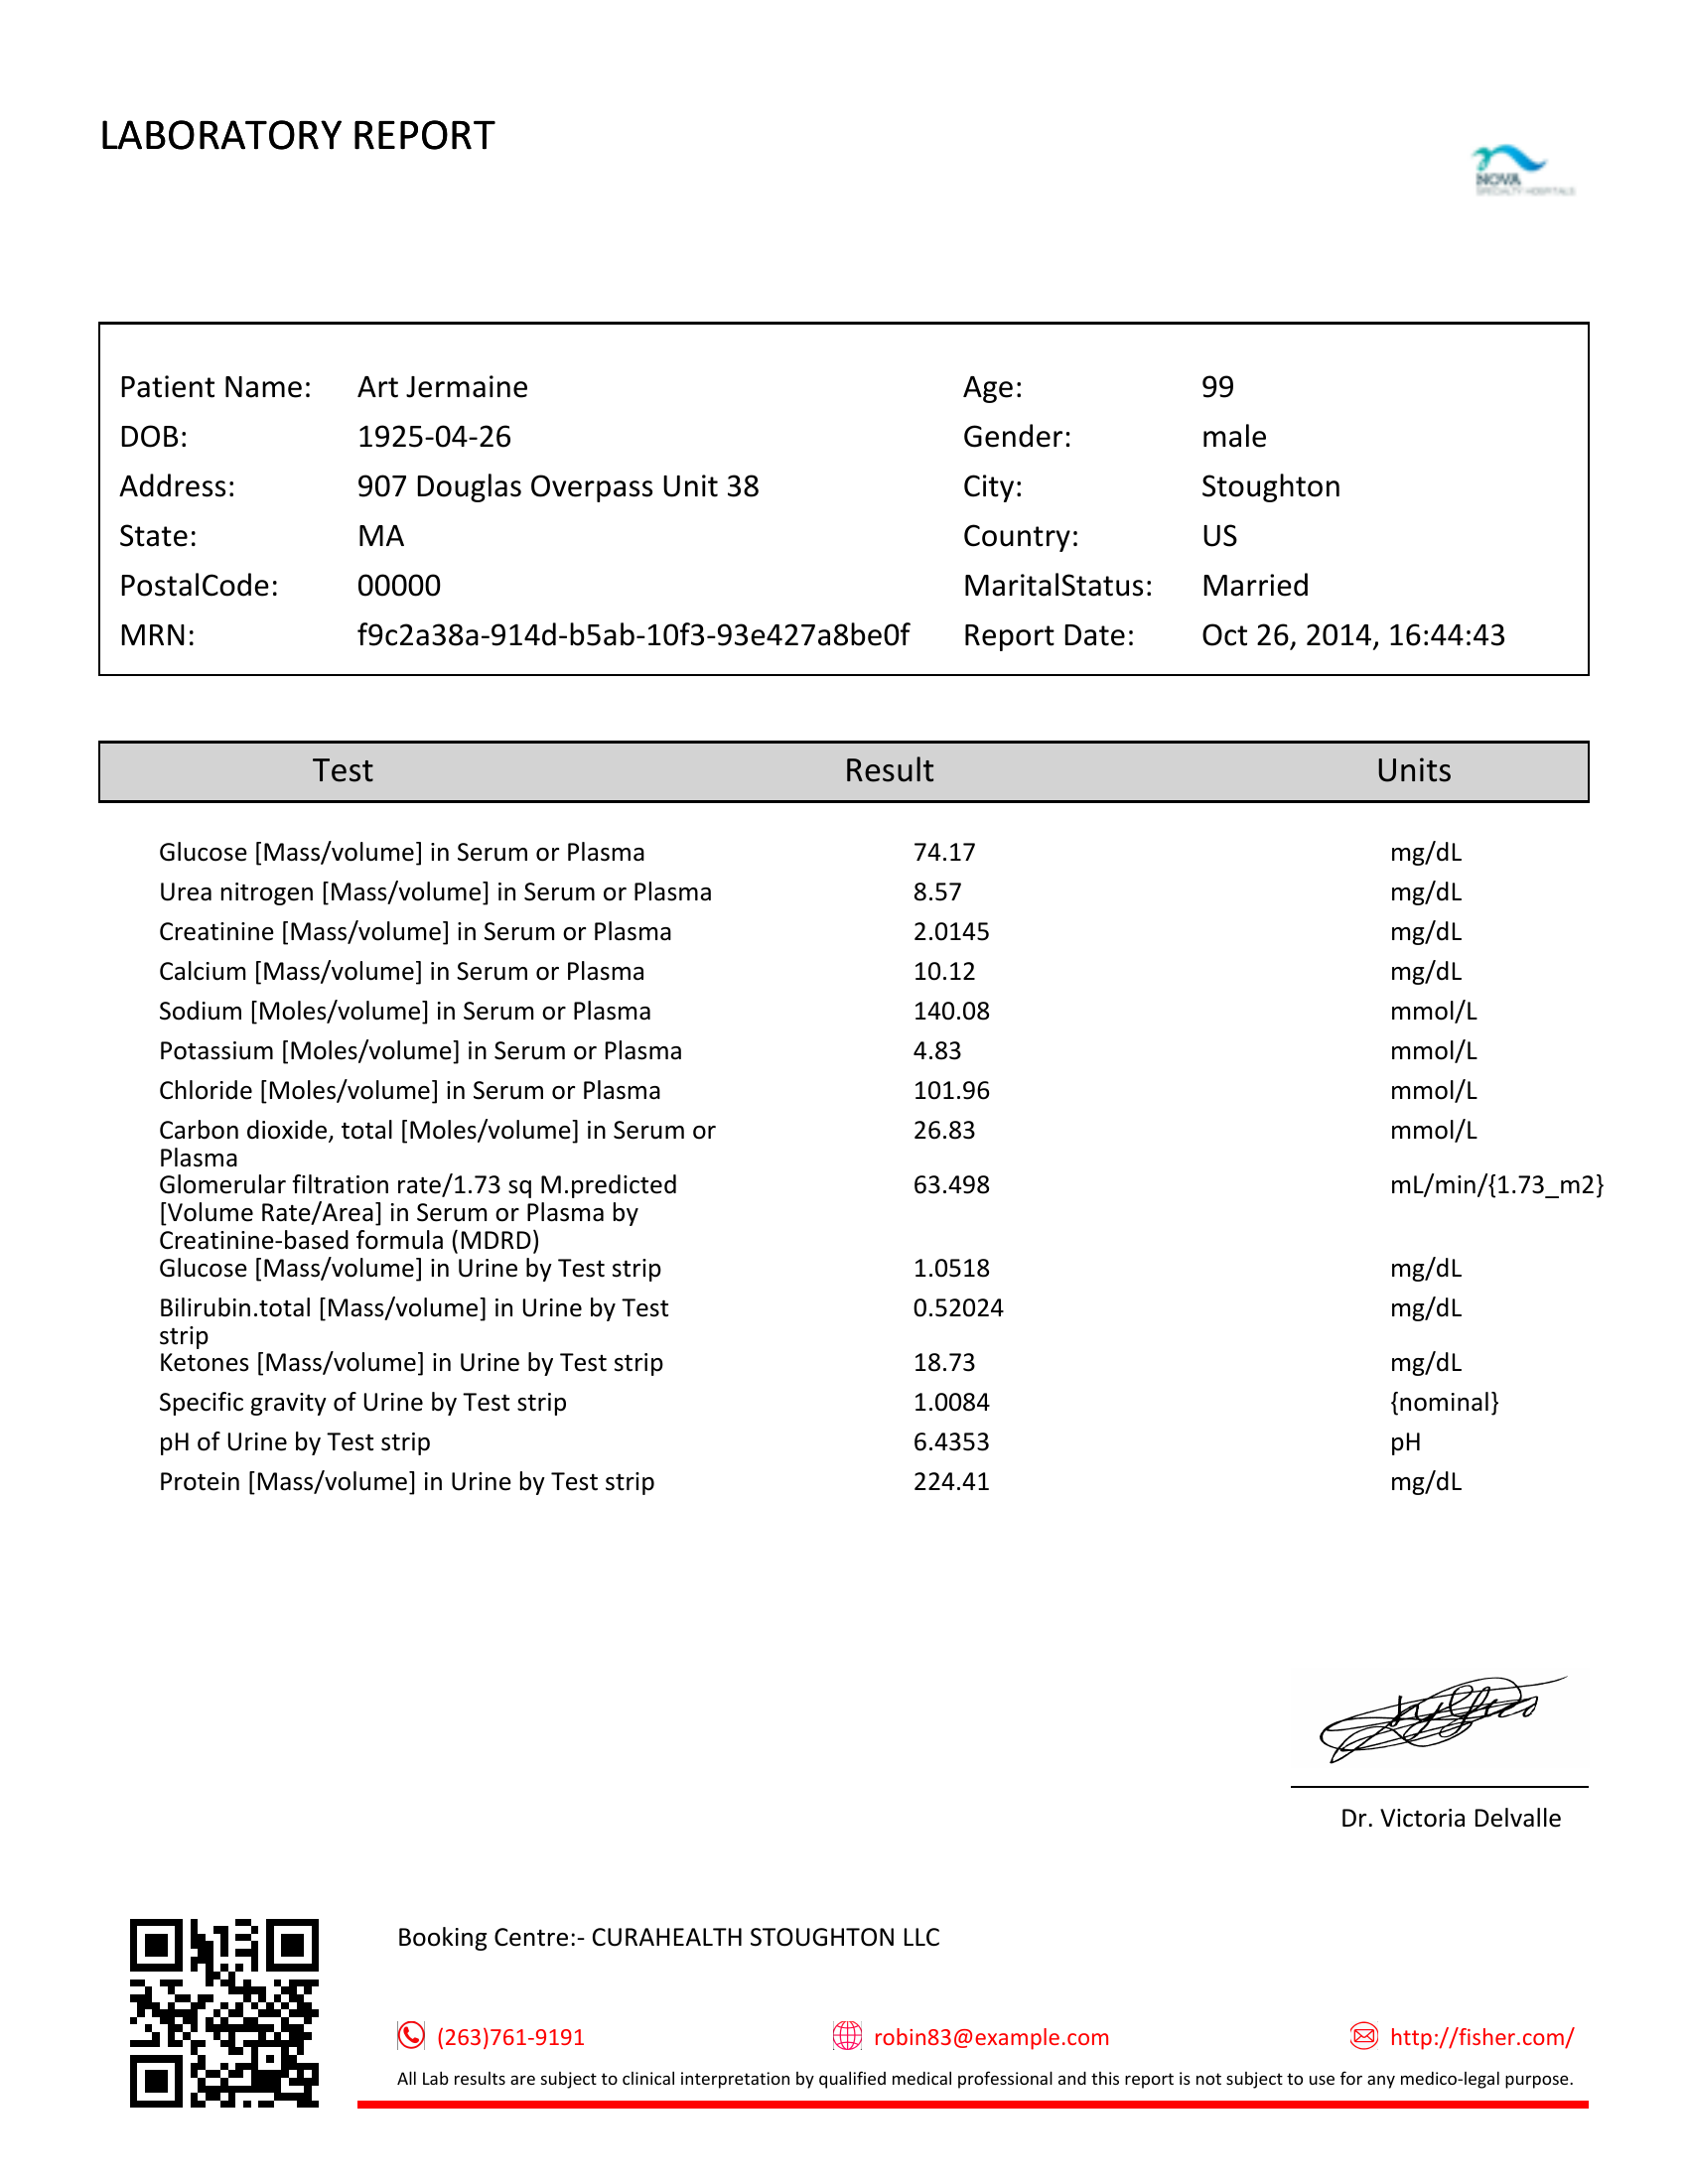 LABORATORY REPORT
NOVA
SPECIALTY HOSPITALS
Patient Name: Art Jermaine Age: 99
DOB: 1925-04-26 Gender: male
Address: 907 Douglas Overpass Unit 38 City: Stoughton
State: MA Country: US
PostalCode: 00000 MaritalStatus: Married
MRN: f9c2a38a-914d-b5ab-10f3-93e427a8be0f Report Date: Oct 26, 2014, 16:44:43
Test Result Units
Glucose [Mass/volume] in Serum or Plasma 74.17 mg/dL
Urea nitrogen [Mass/volume] in Serum or Plasma 8.57 mg/dL
Creatinine [Mass/volume] in Serum or Plasma 2.0145 mg/dL
Calcium [Mass/volume] in Serum or Plasma 10.12 mg/dL
Sodium [Moles/volume] in Serum or Plasma 140.08 mmol/L
Potassium [Moles/volume] in Serum or Plasma 4.83 mmol/L
Chloride [Moles/volume] in Serum or Plasma 101.96 mmol/L
Carbon dioxide, total [Moles/volume] in Serum or 26.83 mmol/L
Plasma
Glomerular filtration rate/1.73 sq M.predicted 63.498 mL/min/{1.73_m2}
[Volume Rate/Area] in Serum or Plasma by
Creatinine-based formula (MDRD)
Glucose [Mass/volume] in Urine by Test strip 1.0518 mg/dL
Bilirubin.total [Mass/volume] in Urine by Test 0.52024 mg/dL
strip
Ketones [Mass/volume] in Urine by Test strip 18.73 mg/dL
Specific gravity of Urine by Test strip 1.0084 {nominal}
pH of Urine by Test strip 6.4353 pH
Protein [Mass/volume] in Urine by Test strip 224.41 mg/dL
Dr. Victoria Delvalle
Booking Centre:- CURAHEALTH STOUGHTON LLC
(263)761-9191 robin83@example.com http://fisher.com/
All Lab results are subject to clinical interpretation by qualified medical professional and this report is not subject to use for any medico-legal purpose.